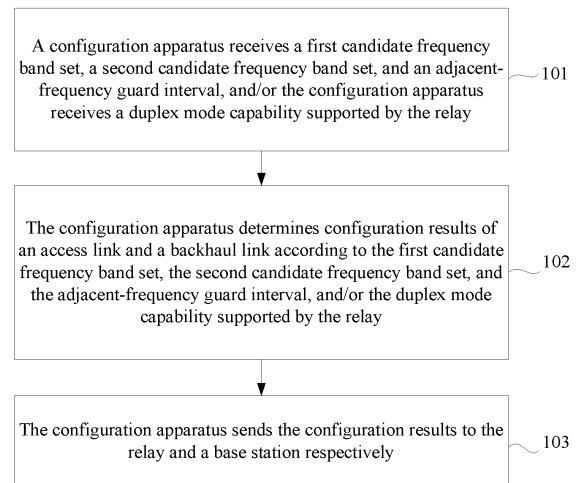 A configuration apparatus receives a first candidate frequency
band set, a second candidate frequency band set, and an adjacent-
frequency guard interval, and/or the configuration apparatus
receives a duplex mode capability supported by the relay
101
The configuration apparatus determines configuration results of
an access link and a backhaul link according to the first candidate
frequency band set, the second candidate frequency band set, and
the adjacent-frequency guard interval, and/or the duplex mode
capability supported by the relay
102
The configuration apparatus sends the configuration results to the
relay and a base station respectively
103